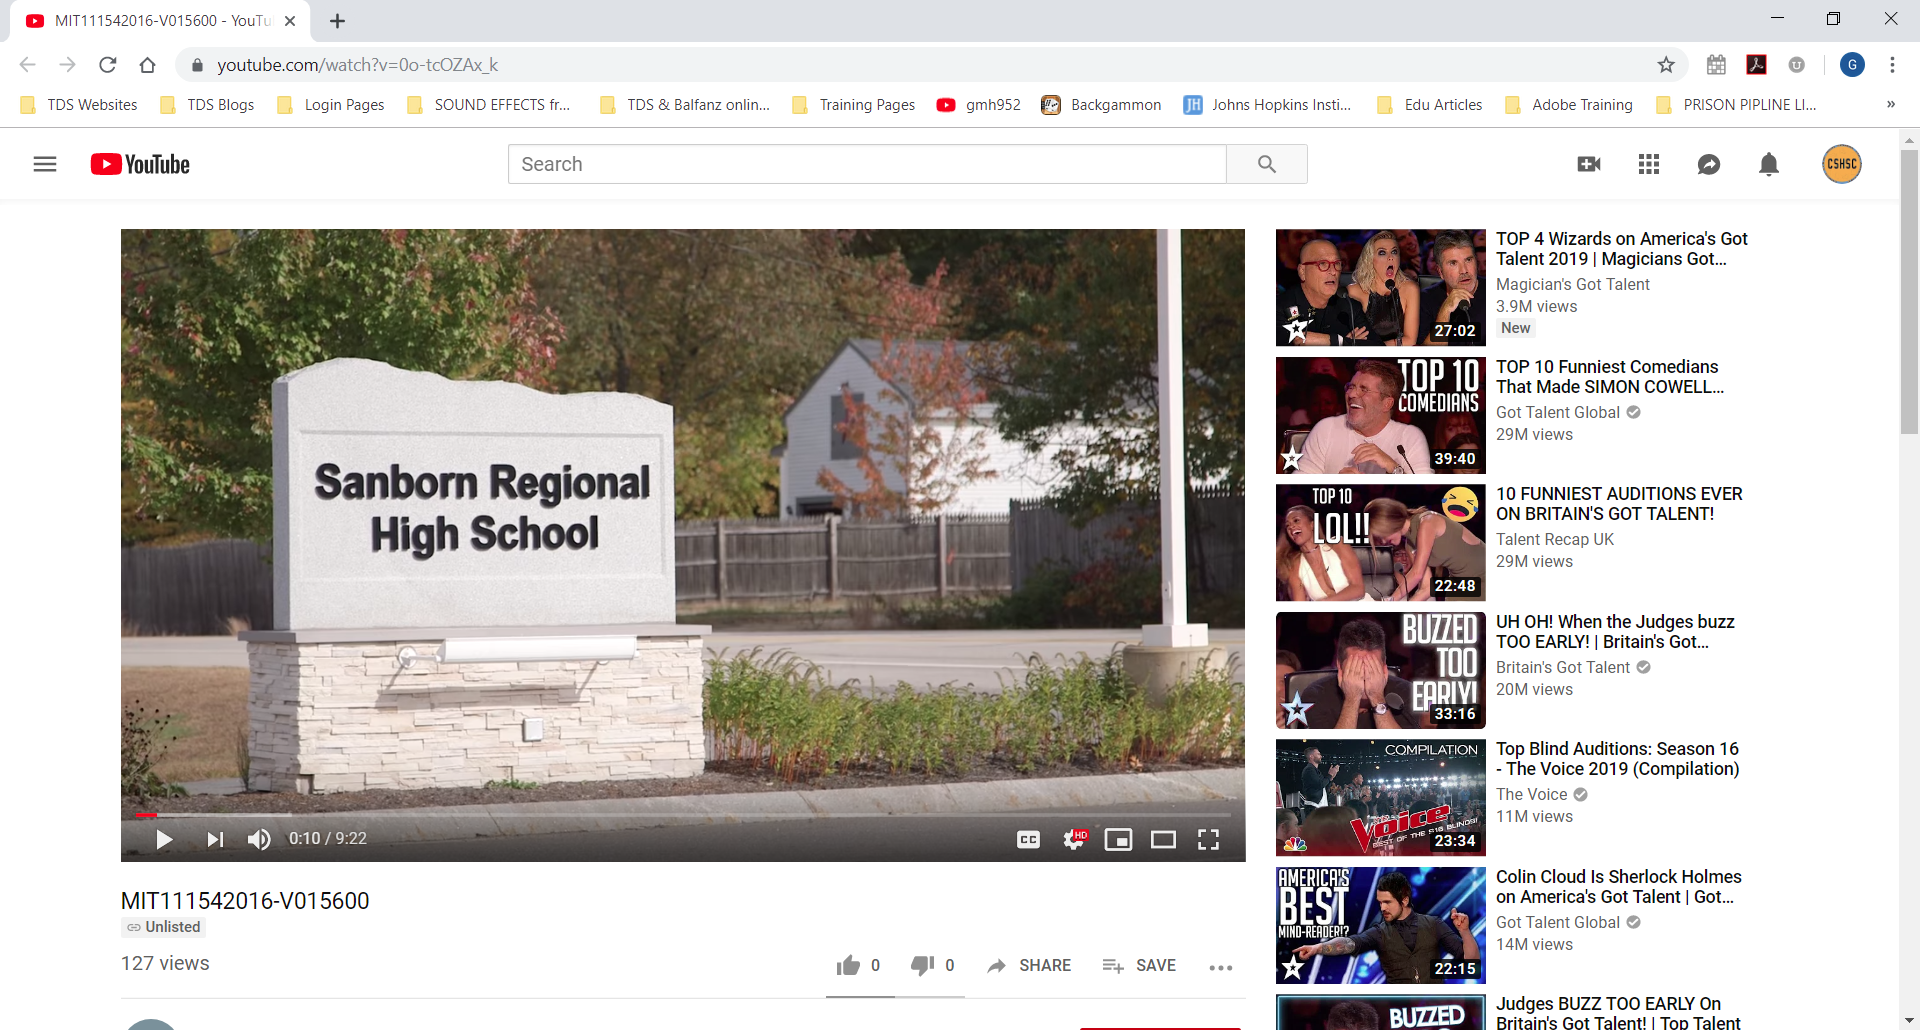 MIT111542016-V015600 - YouTu
youtube.com/watch?v=0o-tcOZAx_k
G
TDS Websites
TDS Blogs
Login Pages
SOUND EFFECTS fr...
TDS & Balfanz onlin...
Training Pages
gmh952
Backgammon
JH
Johns Hopkins Insti...
Edu Articles
Adobe Training
PRISON PIPLINE LI...
»
YouTube
Search
CSHSC
Sanborn Regional
High School
0:10 / 9:22
CC
HD
MIT111542016-V015600
Unlisted
127 views
0
0
SHARE
SAVE
27:02
TOP 4 Wizards on America's Got
Talent 2019 | Magicians Got...
Magician's Got Talent
3.9M views
New
TOP 10
COMEDIANS
39:40
TOP 10 Funniest Comedians
That Made SIMON COWELL...
Got Talent Global
29M views
TOP 10
LOL!!
22:48
10 FUNNIEST AUDITIONS EVER
ON BRITAIN'S GOT TALENT!
Talent Recap UK
29M views
BUZZED
TOO
EARLY!
33:16
UH OH! When the Judges buzz
TOO EARLY! | Britain's Got...
Britain's Got Talent
20M views
COMPILATION
Voice
BEST OF THE S16 BLINDS!
23:34
Top Blind Auditions: Season 16
- The Voice 2019 (Compilation)
The Voice
11M views
AMERICA'S
BEST
MIND-READER!?
22:15
Colin Cloud Is Sherlock Holmes
on America's Got Talent | Got...
Got Talent Global
14M views
BUZZED
Judges BUZZ TOO EARLY On
Britain's Got Talent! | Top Talent